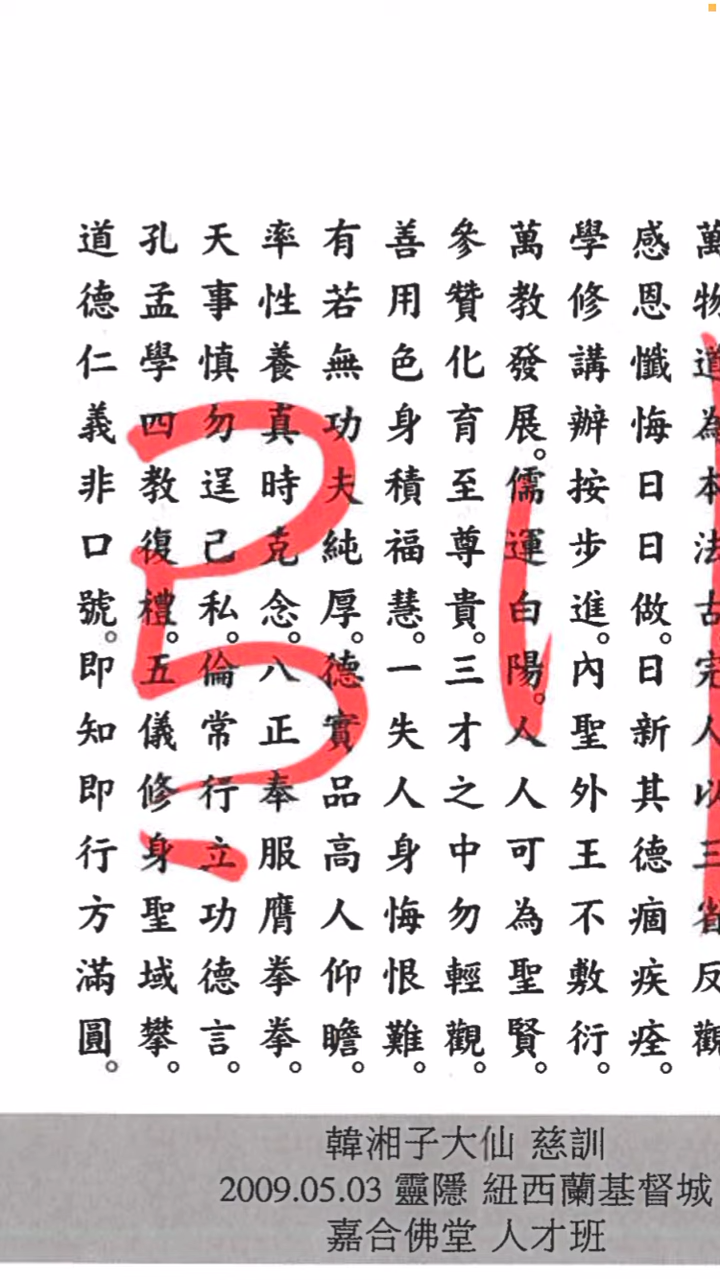 萬物道為本法古完人以三省反觀
感恩懺悔日日做。日新其德痼疾痊。
學修講辦按步進。內聖外王不敷衍。
萬教發展。儒運白陽。人人可為聖賢。
參贊化育至尊貴。三才之中勿輕觀。
善用色身積福慧。一失人身悔恨難。
有若無功夫純厚。德實品高人仰瞻。
率性養真時克念。八正奉服膺拳拳。
天事慎勿逞己私。倫常行立功德言。
孔孟學四教復禮。五儀修身聖域攀。
道德仁義非口號。即知即行方滿圓。
韓湘子大仙 慈訓
2009.05.03 靈隱 紐西蘭基督城
嘉合佛堂 人才班